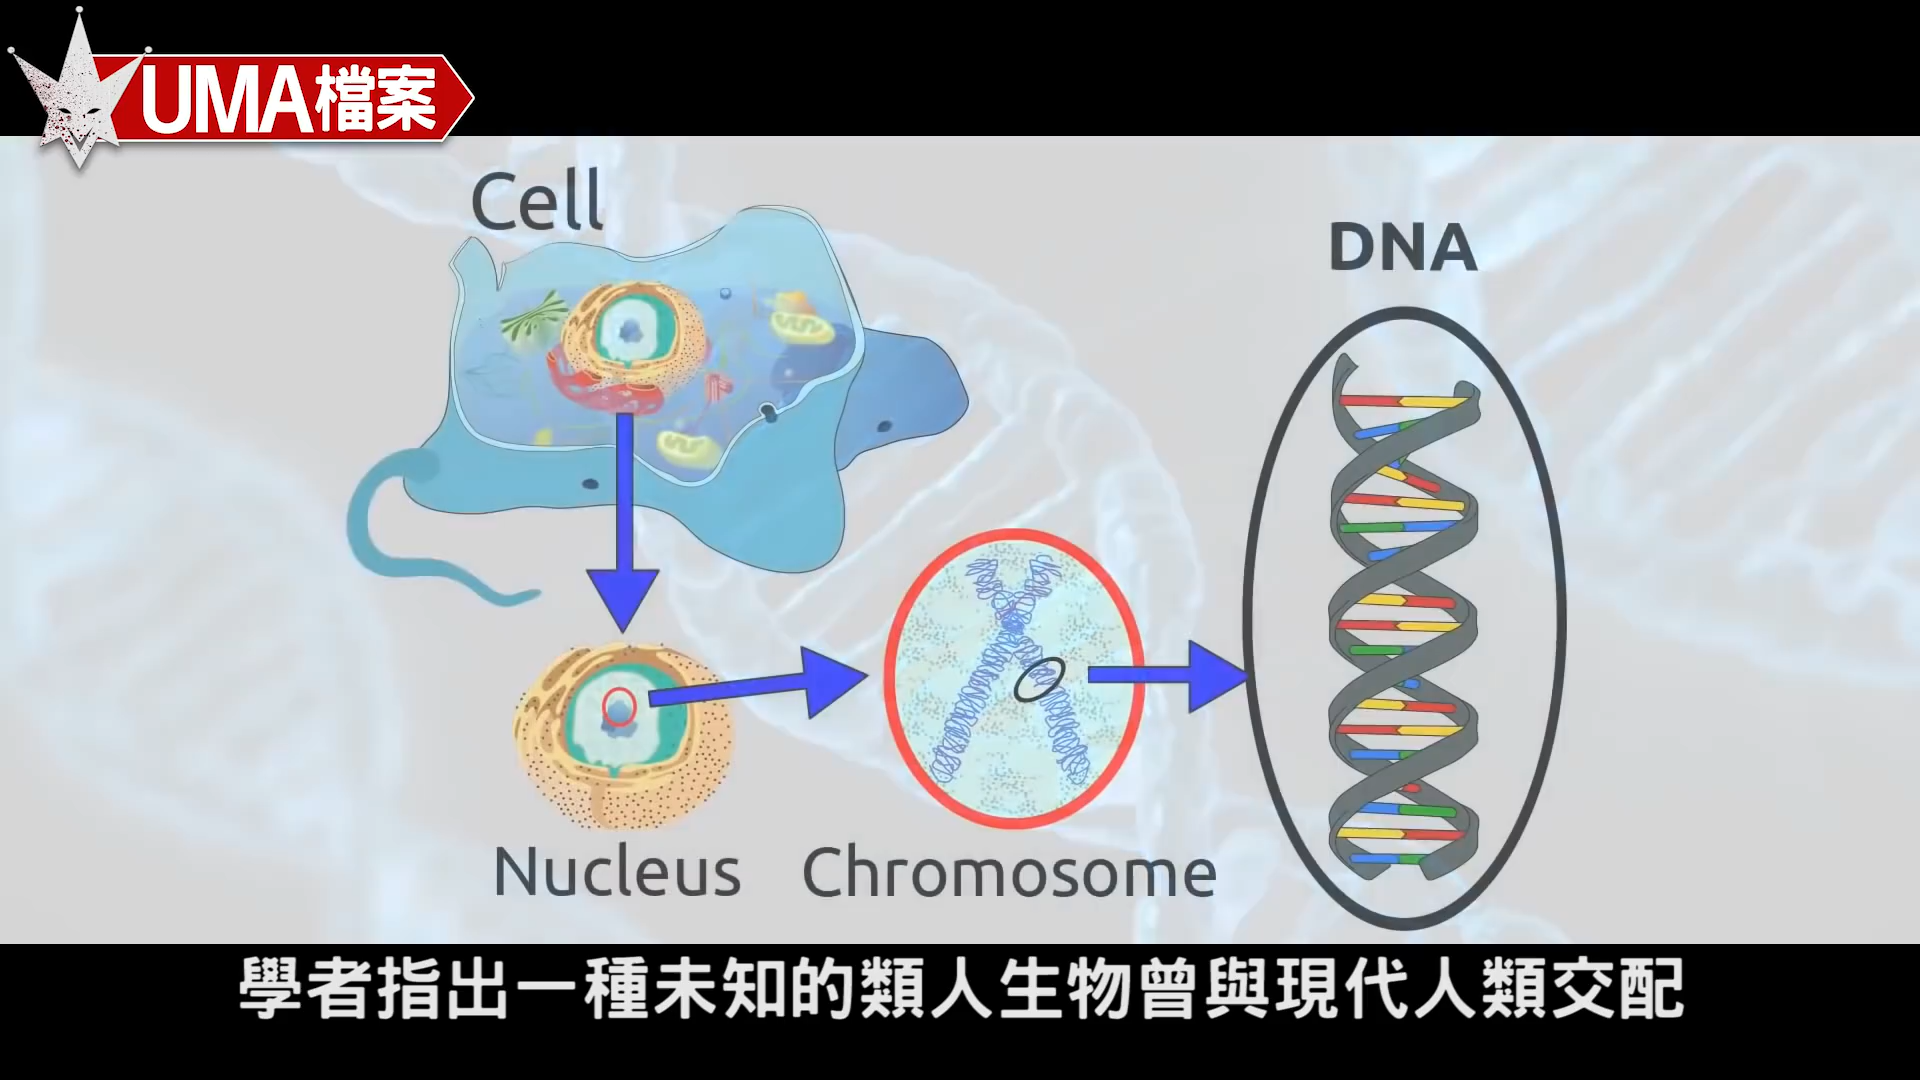 UMA檔案
Cell
DNA
Nucleus
Chromosome
學者指出一種未知的類人生物曾與現代人類交配